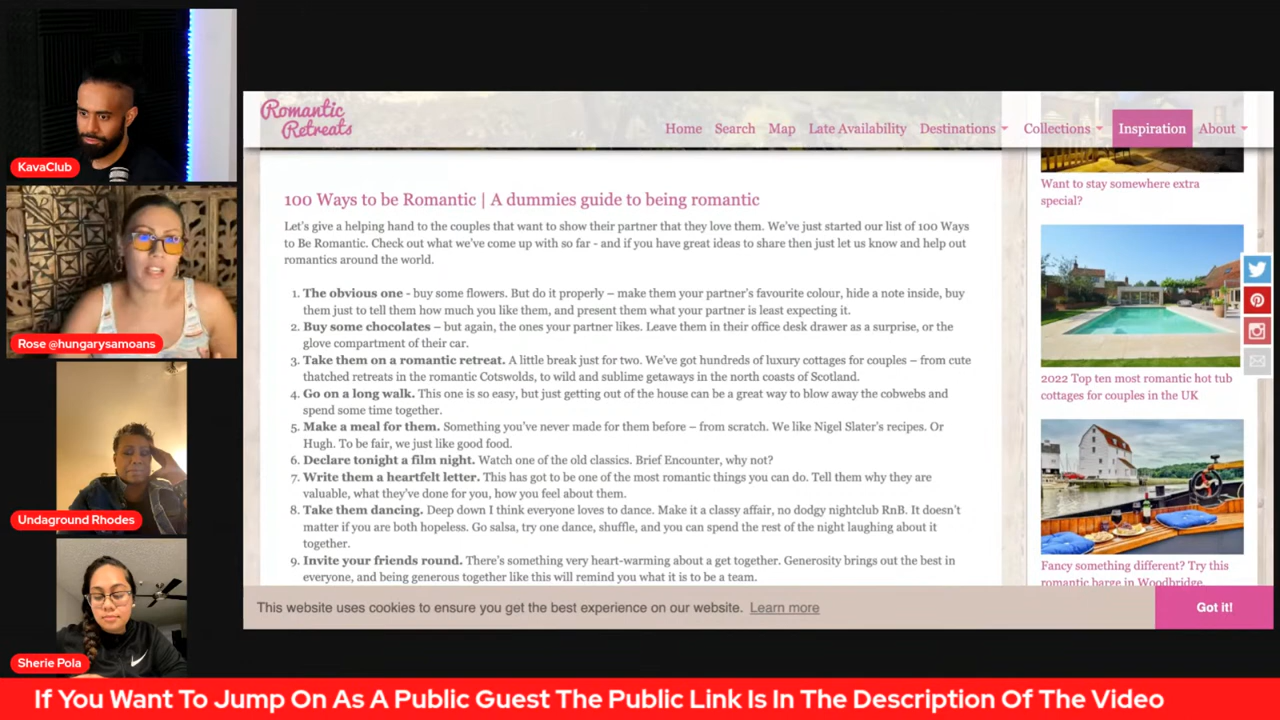 KavaClub
Rose @hungarysamoans
Undaground Rhodes
Sherie Pola
Romantic
Retreats
Home Search Map Late Availability Destinations Collections Inspiration About
100 Ways to be Romantic | A dummies guide to being romantic
Let's give a helping hand to the couples that want to show their partner that they love them. We've just started our list of 100 Ways
to Be Romantic. Check out what we've come up with so far - and if you have great ideas to share then just let us know and help out
romantics around the world.
1. The obvious one - buy some flowers. But do it properly – make them your partner's favourite colour, hide a note inside, buy
them just to tell them how much you like them, and present them what your partner is least expecting it.
2. Buy some chocolates – but again, the ones your partner likes. Leave them in their office desk drawer as a surprise, or the
glove compartment of their car.
3. Take them on a romantic retreat. A little break just for two. We've got hundreds of luxury cottages for couples – from cute
thatched retreats in the romantic Cotswolds, to wild and sublime getaways in the north coasts of Scotland.
4. Go on a long walk. This one is so easy, but just getting out of the house can be a great way to blow away the cobwebs and
spend some time together.
5. Make a meal for them. Something you've never made for them before – from scratch. We like Nigel Slater's recipes. Or
Hugh. To be fair, we just like good food.
6. Declare tonight a film night. Watch one of the old classics. Brief Encounter, why not?
7. Write them a heartfelt letter. This has got to be one of the most romantic things you can do. Tell them why they are
valuable, what they've done for you, how you feel about them.
8. Take them dancing. Deep down I think everyone loves to dance. Make it a classy affair, no dodgy nightclub RnB. It doesn't
matter if you are both hopeless. Go salsa, try one dance, shuffle, and you can spend the rest of the night laughing about it
together.
9. Invite your friends round. There's something very heart-warming about a get together. Generosity brings out the best in
everyone, and being generous together like this will remind you what it is to be a team.
Want to stay somewhere extra
special?
2022 Top ten most romantic hot tub
cottages for couples in the UK
Fancy something different? Try this
romantic barge in Woodbridge
This website uses cookies to ensure you get the best experience on our website. Learn more
Got it!
If You Want To Jump On As A Public Guest The Public Link Is In The Description Of The Video